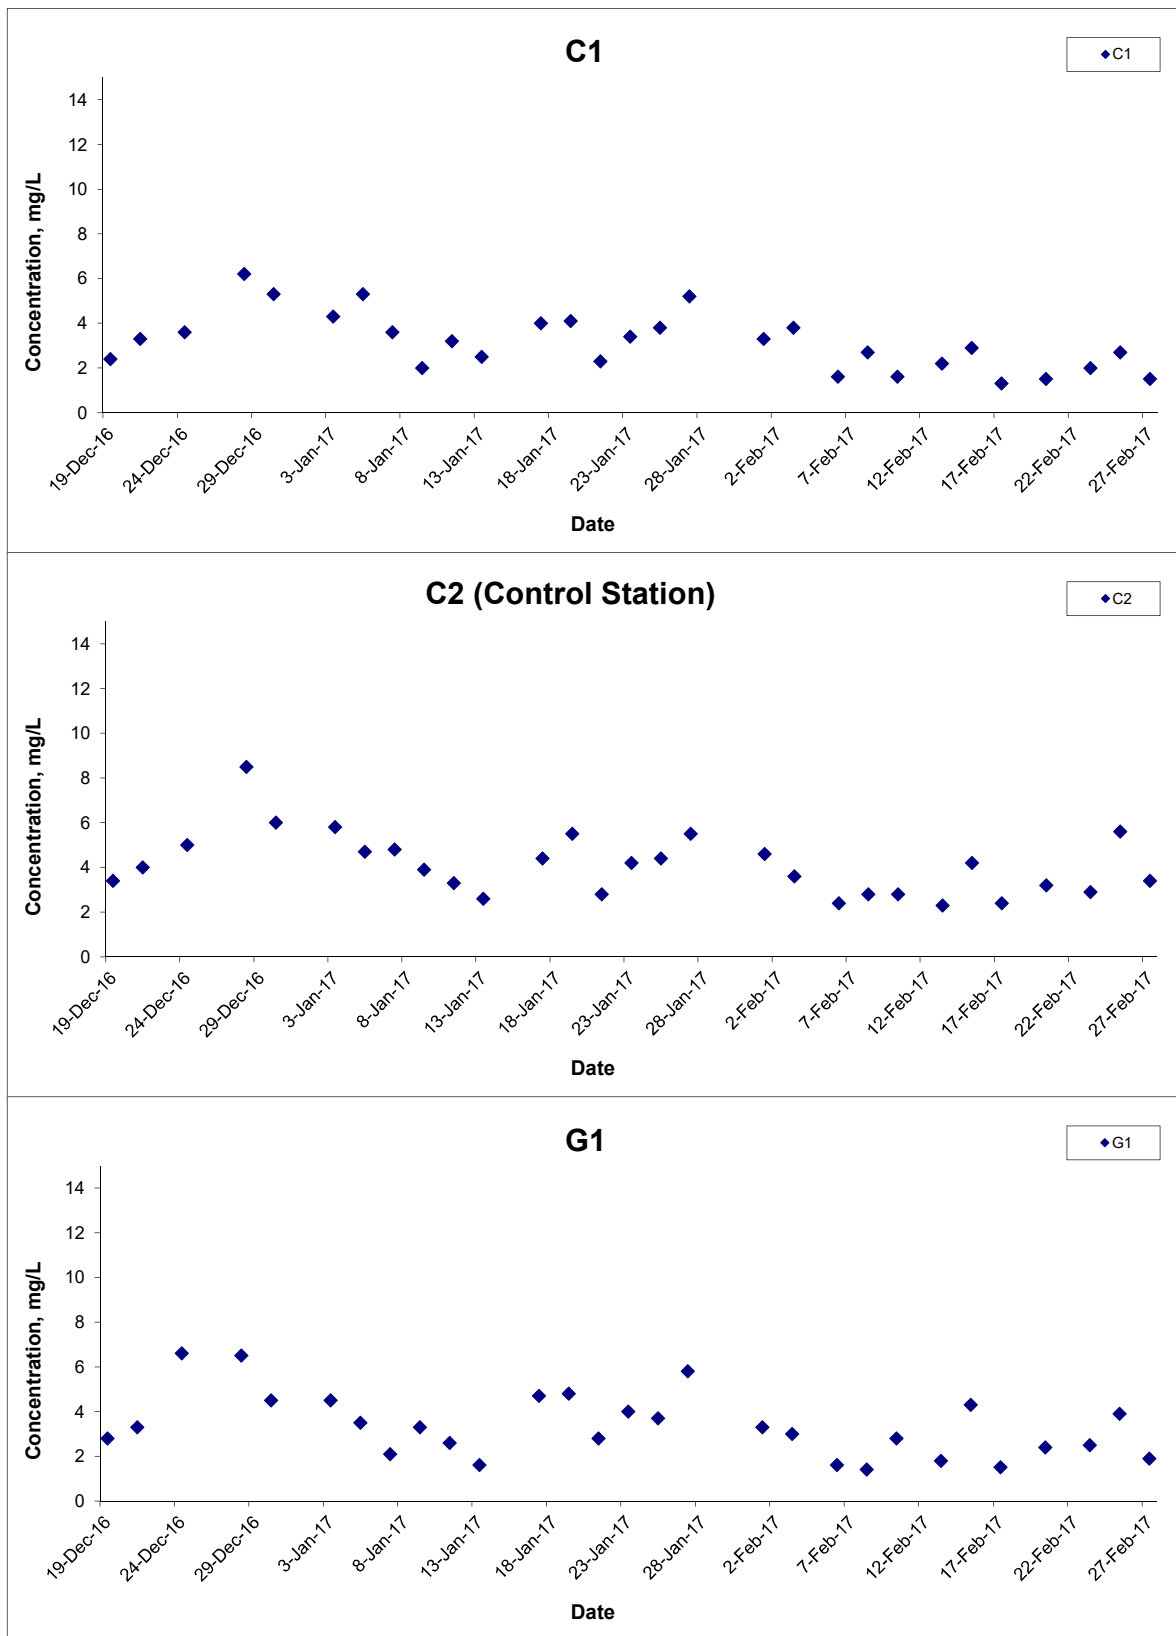 C1
C1
Concentration, mg/L
14
12
10
8
6
4
2
0
19-Dec-16
24-Dec-16
29-Dec-16
3-Jan-17
8-Jan-17
13-Jan-17
18-Jan-17
23-Jan-17
28-Jan-17
2-Feb-17
7-Feb-17
12-Feb-17
17-Feb-17
22-Feb-17
27-Feb-17
Date
C2 (Control Station)
C2
Concentration, mg/L
14
12
10
8
6
4
2
0
19-Dec-16
24-Dec-16
29-Dec-16
3-Jan-17
8-Jan-17
13-Jan-17
18-Jan-17
23-Jan-17
28-Jan-17
2-Feb-17
7-Feb-17
12-Feb-17
17-Feb-17
22-Feb-17
27-Feb-17
Date
G1
G1
Concentration, mg/L
14
12
10
8
6
4
2
0
19-Dec-16
24-Dec-16
29-Dec-16
3-Jan-17
8-Jan-17
13-Jan-17
18-Jan-17
23-Jan-17
28-Jan-17
2-Feb-17
7-Feb-17
12-Feb-17
17-Feb-17
22-Feb-17
27-Feb-17
Date